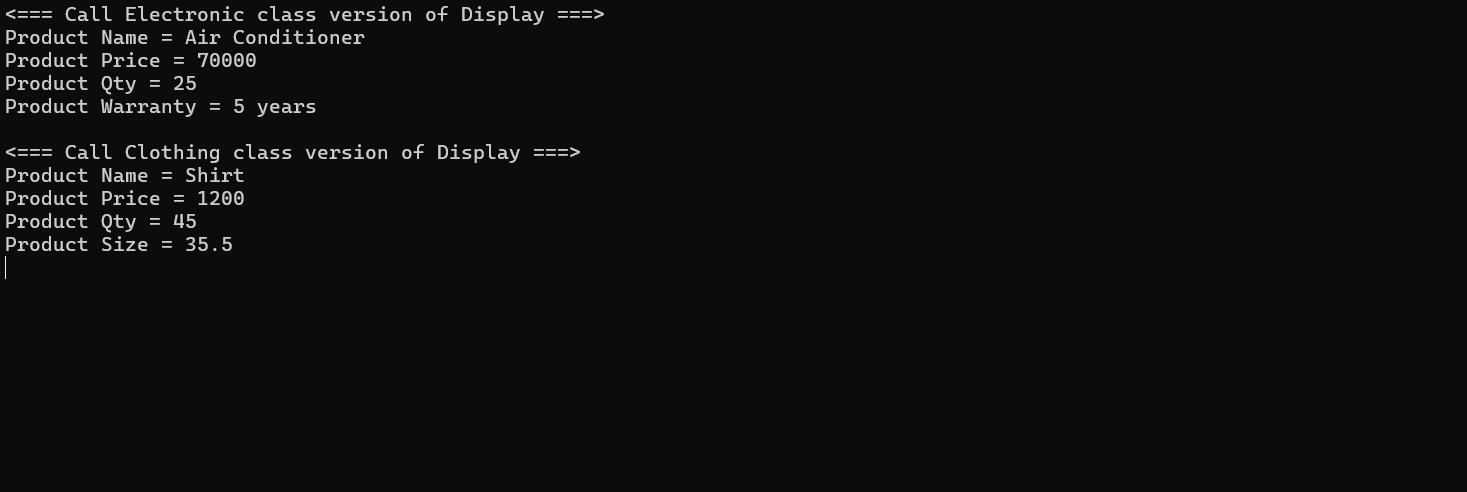 <=== Call Electronic class version of Display ===>
Product Name = Air Conditioner
Product Price = 70000
Product Qty = 25
Product Warranty = 5 years
<=== Call Clothing class version of Display ===>
Product Name = Shirt
Product Price = 1200
Product Qty = 45
Product Size = 35.5